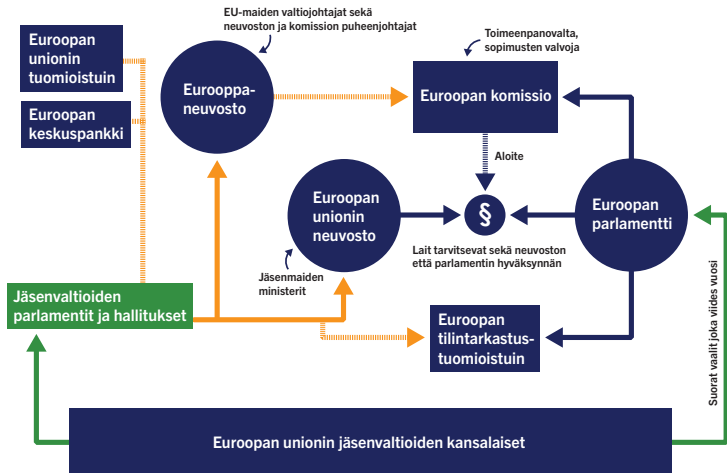 EU-maiden valtiojohtajat sekä
neuvoston ja komission puheenjohtajat
Toimeenpanovalta,
sopimusten valvoja
Euroopan
unionin
tuomioistuin
Euroopan
keskuspankki
Eurooppa-
neuvosto
Euroopan komissio
Aloite
Euroopan
unionin
neuvosto
§
Euroopan
parlamentti
Lait tarvitsevat sekä neuvoston
että parlamentin hyväksynnän
Jäsenmaiden
ministerit
Jäsenvaltioiden
parlamentit ja hallitukset
Euroopan
tilintarkastus-
tuomioistuin
Suorat vaalit joka viides vuosi
Euroopan unionin jäsenvaltioiden kansalaiset